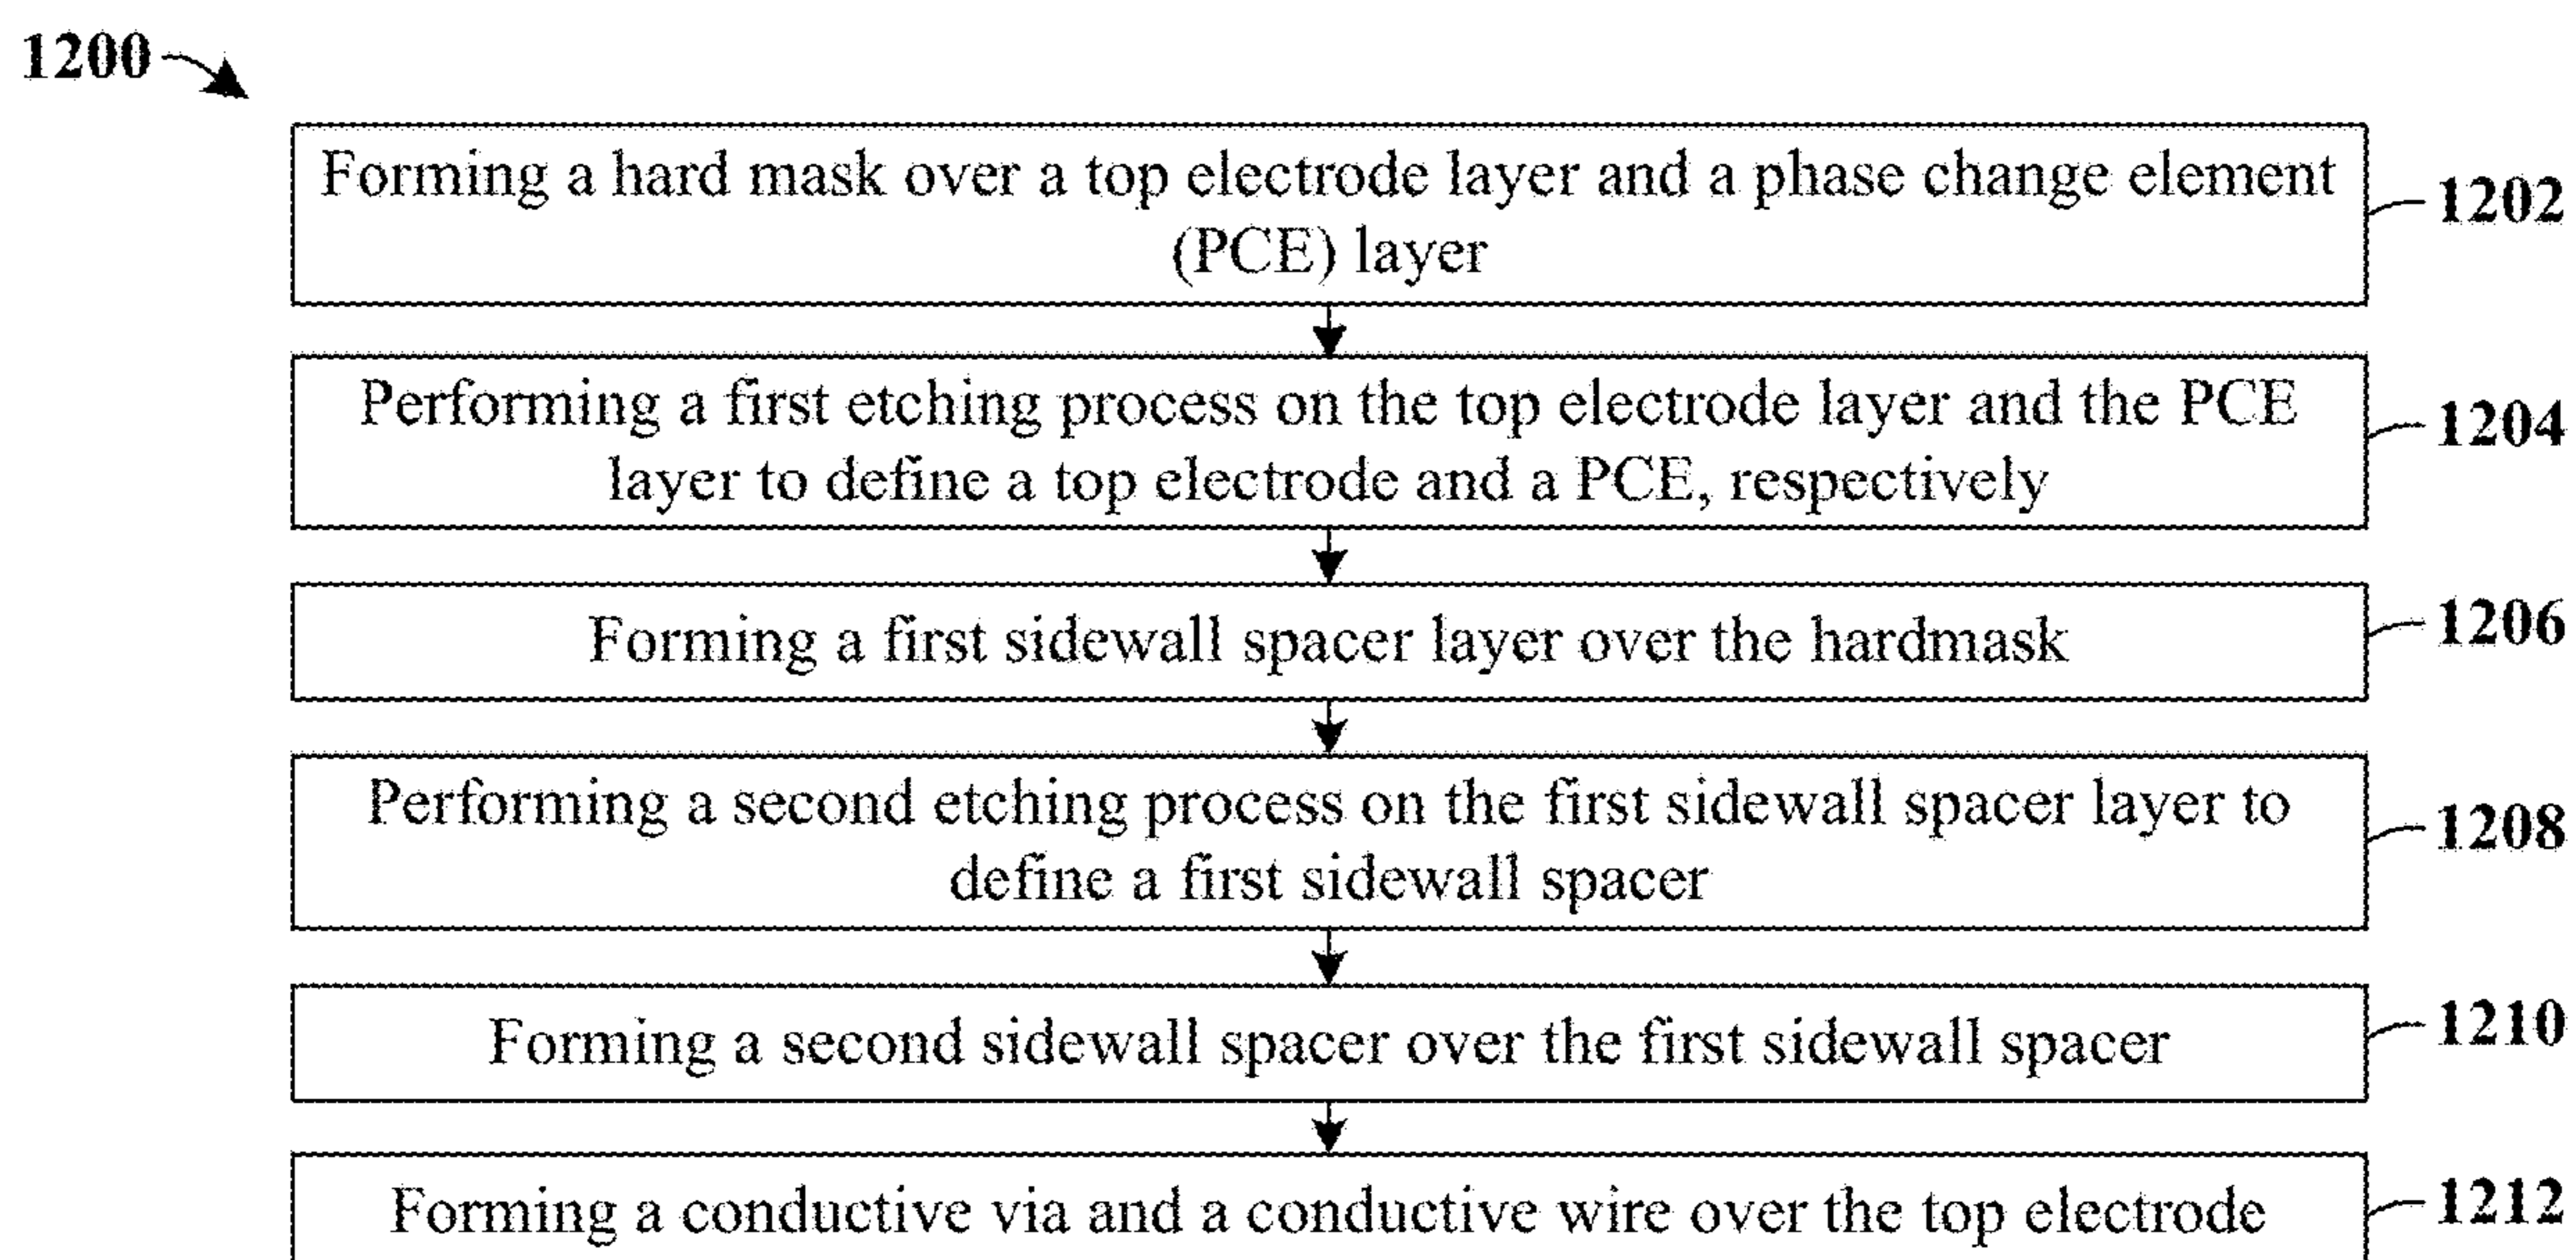 1200
Forming a hard mask over a top electrode layer and a phase change element
(PCE) layer
1202
Performing a first etching process on the top electrode layer and the PCE
layer to define a top electrode and a PCE, respectively
1204
Forming a first sidewall spacer layer over the hardmask
1206
Performing a second etching process on the first sidewall spacer layer to
define a first sidewall spacer
1208
Forming a second sidewall spacer over the first sidewall spacer
1210
Forming a conductive via and a conductive wire over the top electrode
1212